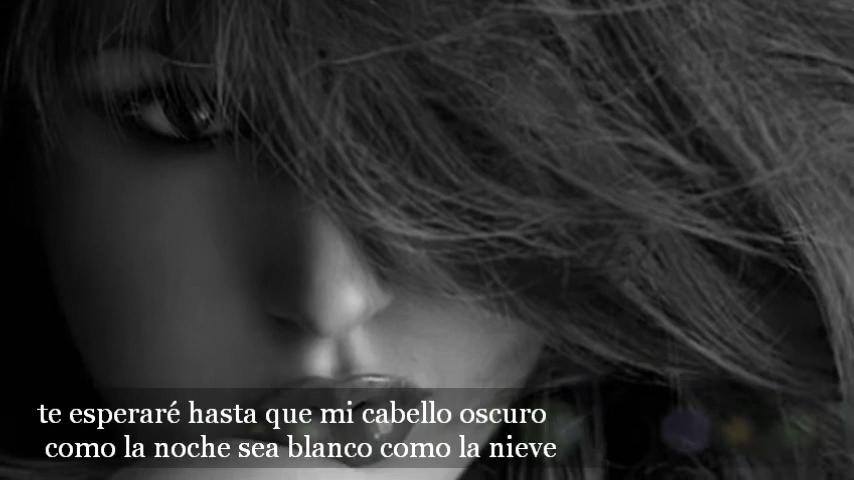 te esperaré hasta que mi cabello oscuro
como la noche sea blanco como la nieve